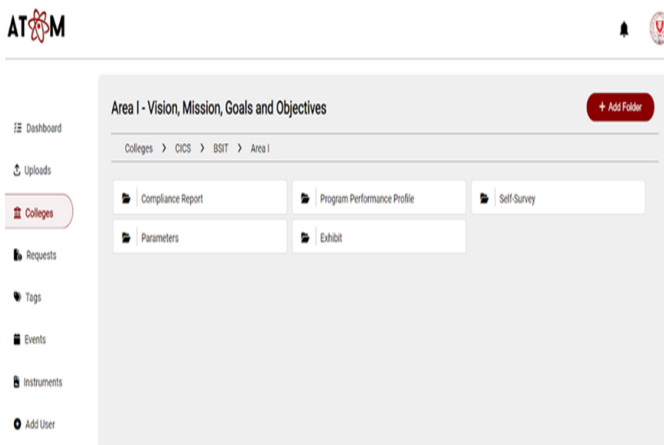 ATOM
Area I - Vision, Mission, Goals and Objectives
+ Add Folder
Colleges > CICS > BSIT > Area I
Dashboard
Uploads
Colleges
Requests
Tags
Events
Instruments
Add User
Compliance Report
Program Performance Profile
Self-Survey
Parameters
Exhibit